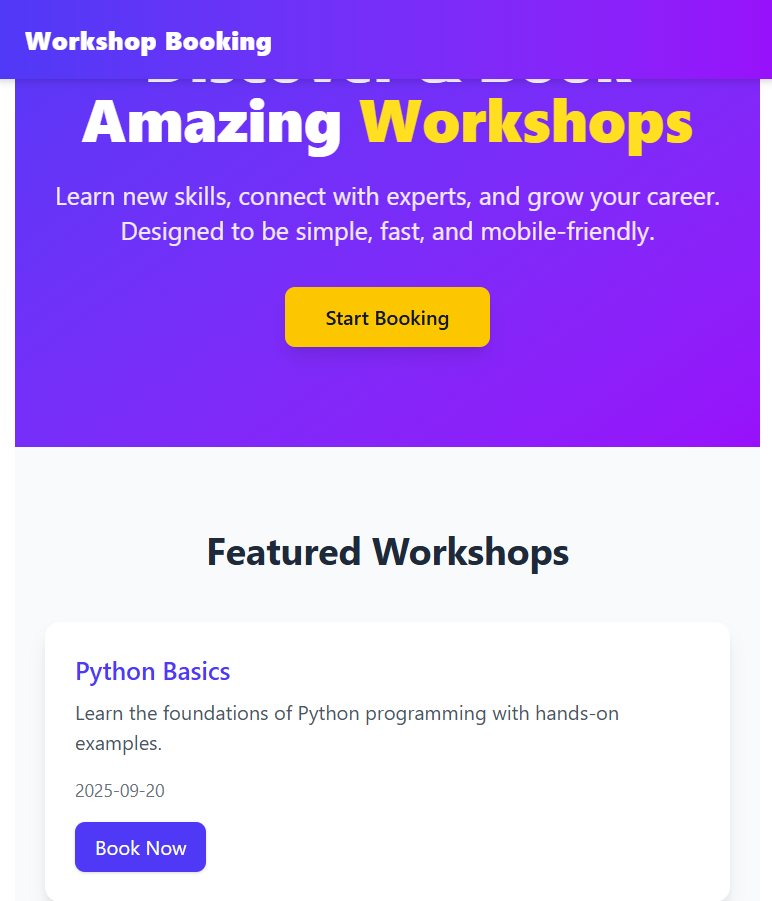 Workshop Booking
Amazing Workshops
Learn new skills, connect with experts, and grow your career.
Designed to be simple, fast, and mobile-friendly.
Start Booking
Featured Workshops
Python Basics
Learn the foundations of Python programming with hands-on
examples.
2025-09-20
Book Now